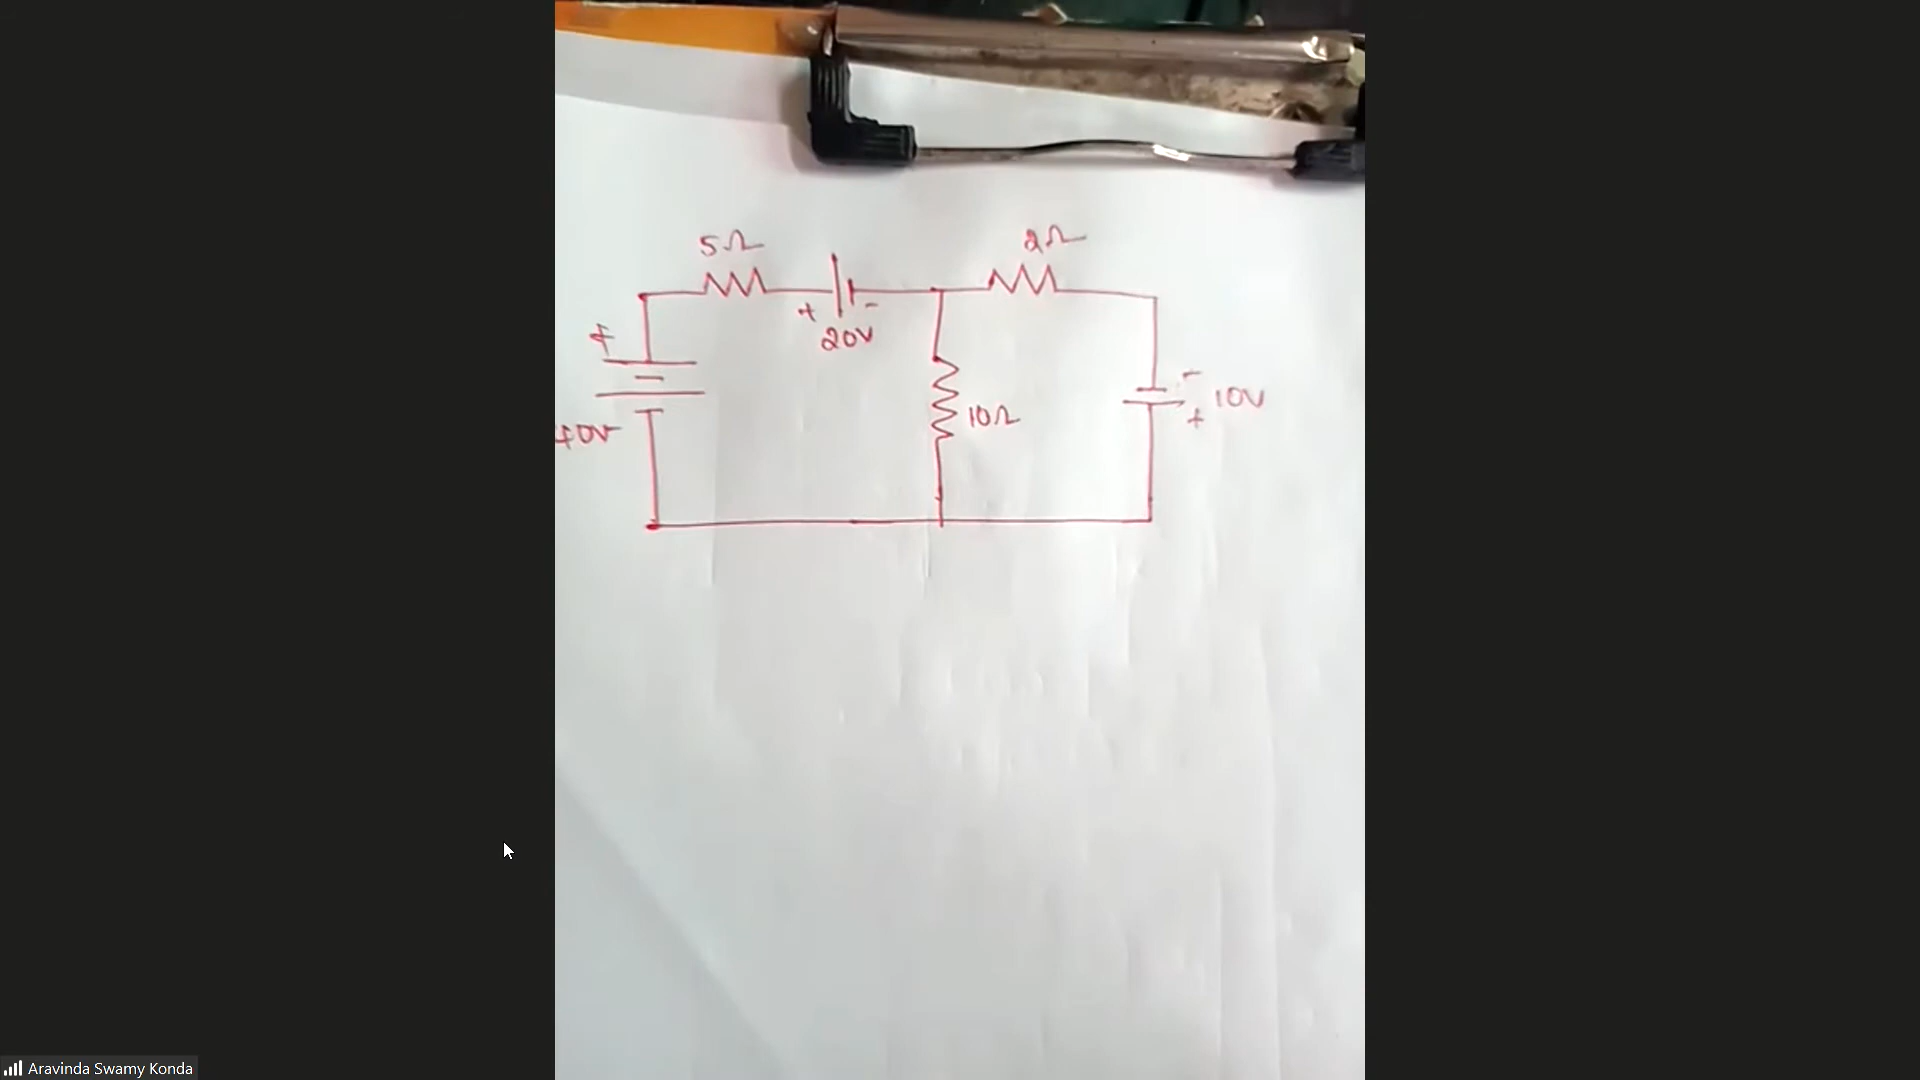 5Ω 2Ω
+ - 
+ 20V
- 10V
+
40V 10Ω
Aravinda Swamy Konda